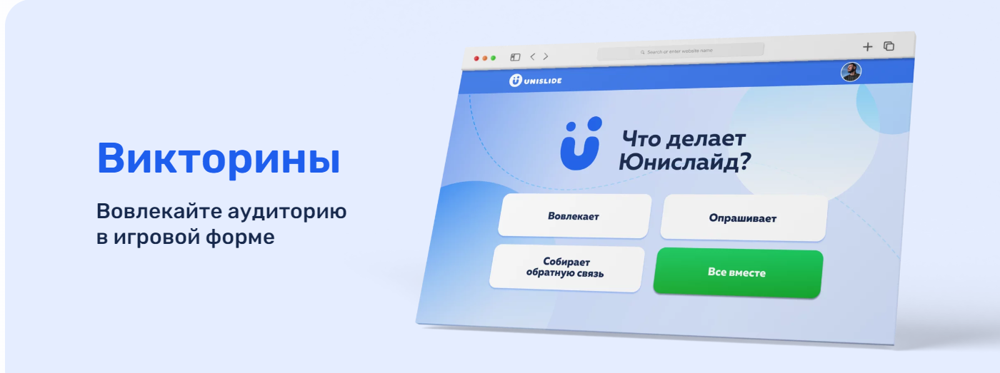 Викторины
Вовлекайте аудиторию
в игровой форме
Search or enter website name
UNISLIDE
Что делает
Юнислайд?
Вовлекает
Опрашивает
Собирает
обратную связь
Все вместе